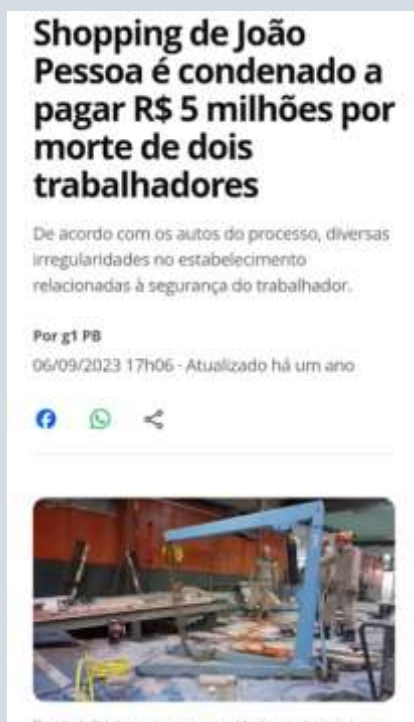 Shopping de João
Pessoa é condenado a
pagar R$ 5 milhões por
morte de dois
trabalhadores
De acordo com os autos do processo, diversas
irregularidades no estabelecimento
relacionadas à segurança do trabalhador.
Por g1 PB
06/09/2023 17h06 - Atualizado há um ano